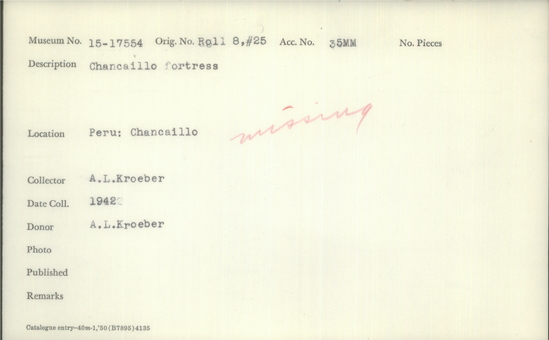 Museum No. 15-17554 Orig. No. Roll 8,#25 Acc. No. 35MM No. Pieces
Description Chancaillo fortress
missing
Location Peru: Chancaillo
Collector A.L.Kroeber
Date Coll. 1942
Donor A.L.Kroeber
Photo
Published
Remarks
Catalogue entry—40m-1,'50 (B7895)4135